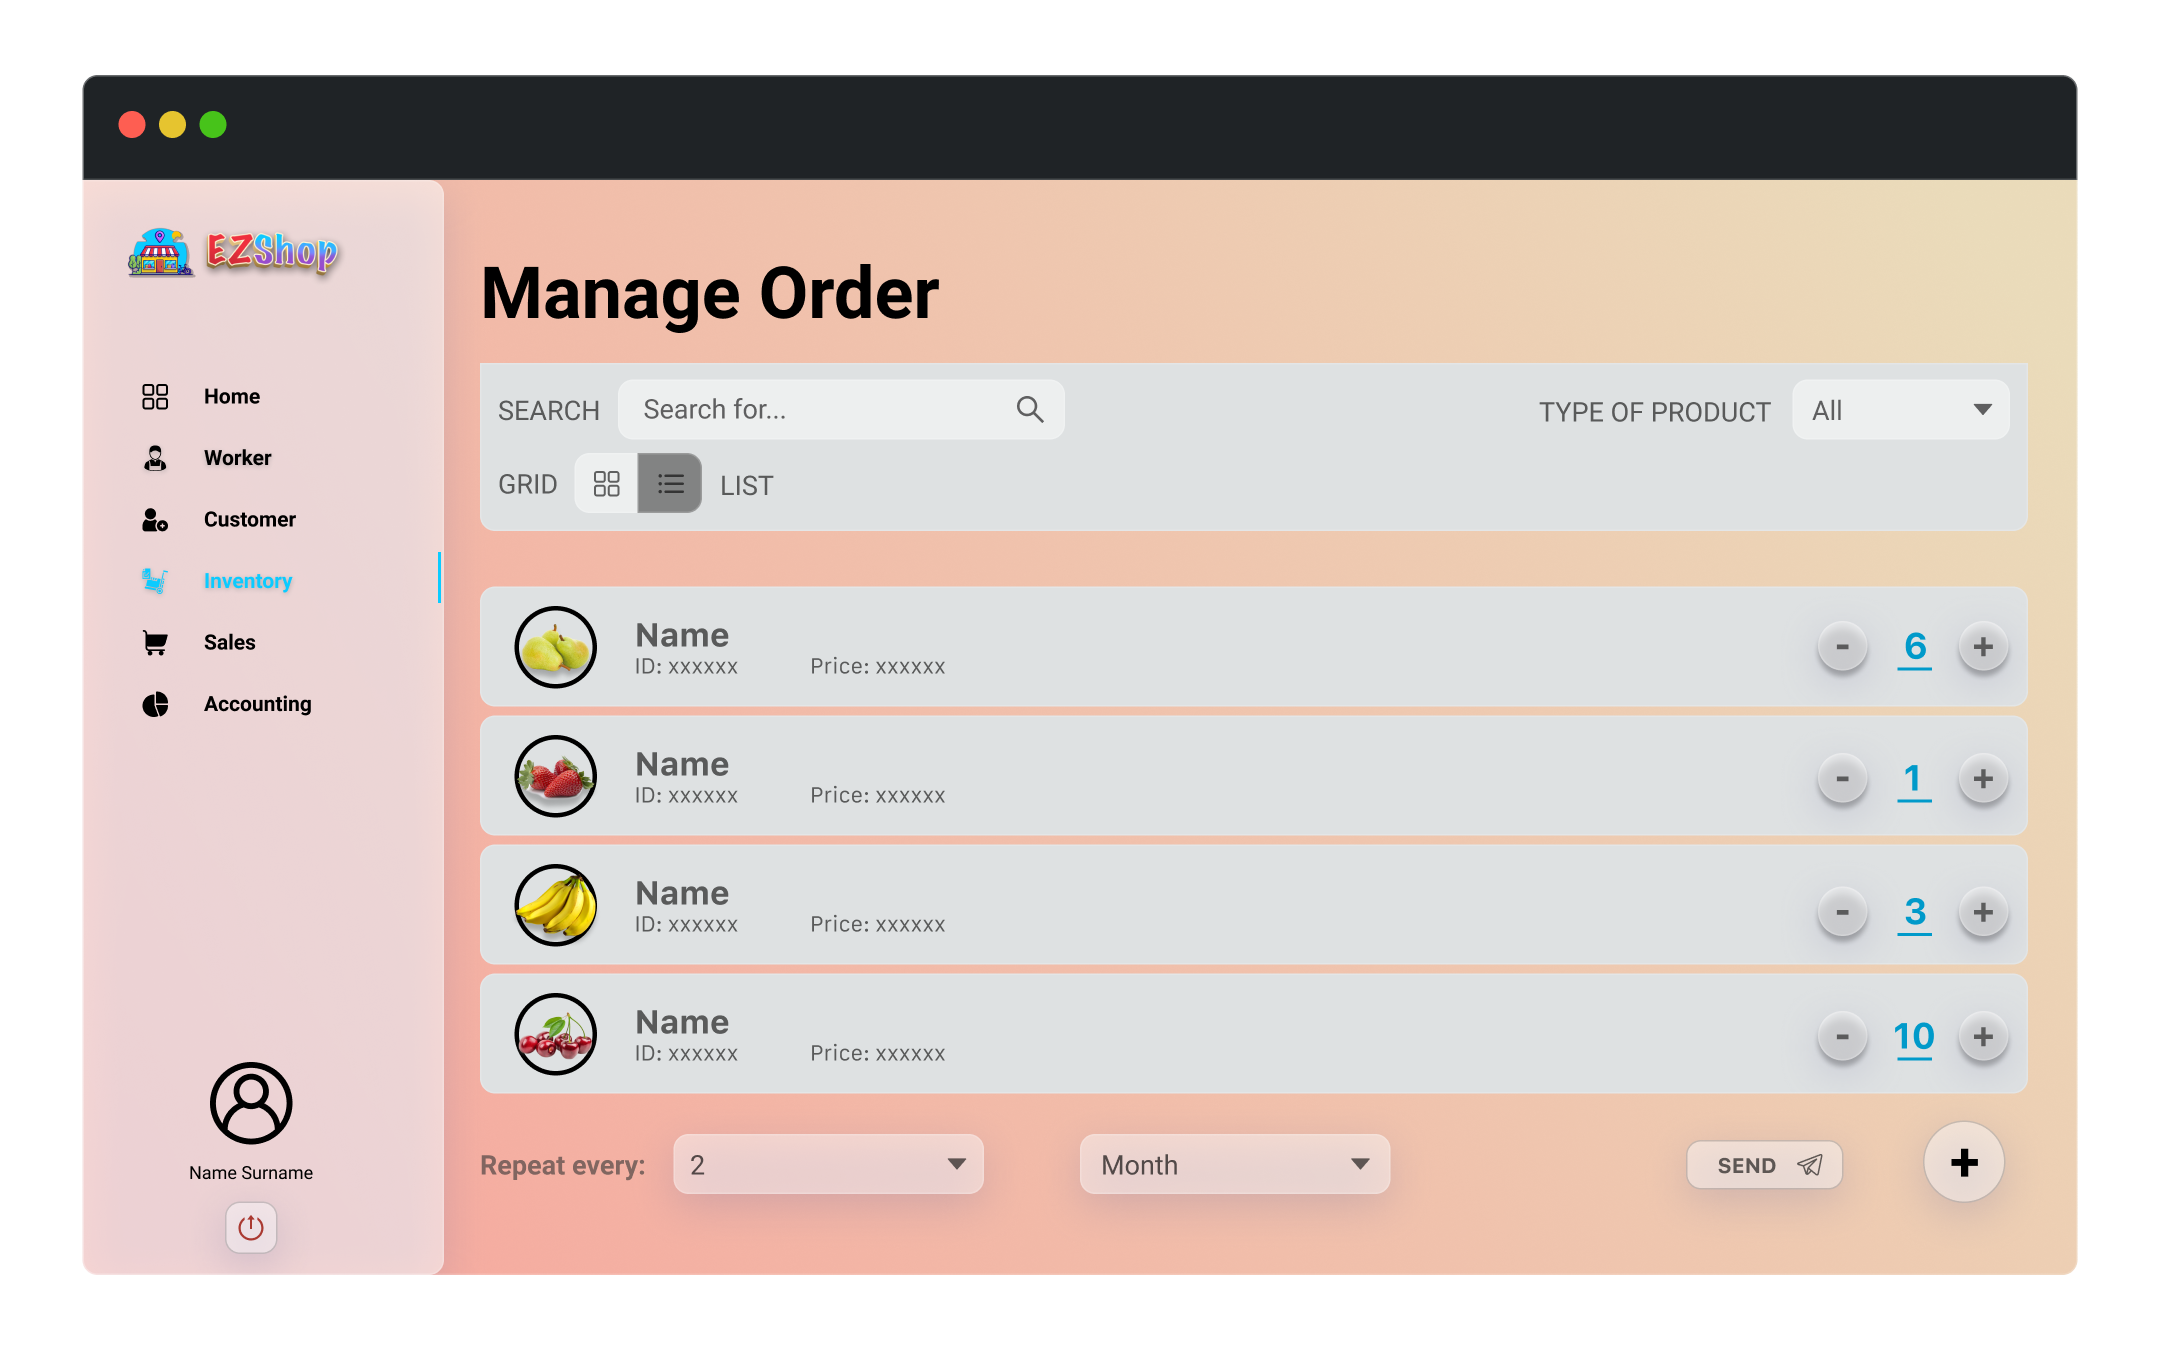 EZShop
Home
Worker
Customer
Inventory
Sales
Accounting
Name Surname
Manage Order
SEARCH Search for... TYPE OF PRODUCT All
GRID LIST
Name
ID: xxxxxx Price: xxxxxx
- 6 +
Name
ID: xxxxxx Price: xxxxxx
- 1 +
Name
ID: xxxxxx Price: xxxxxx
- 3 +
Name
ID: xxxxxx Price: xxxxxx
- 10 +
Repeat every: 2 Month SEND +